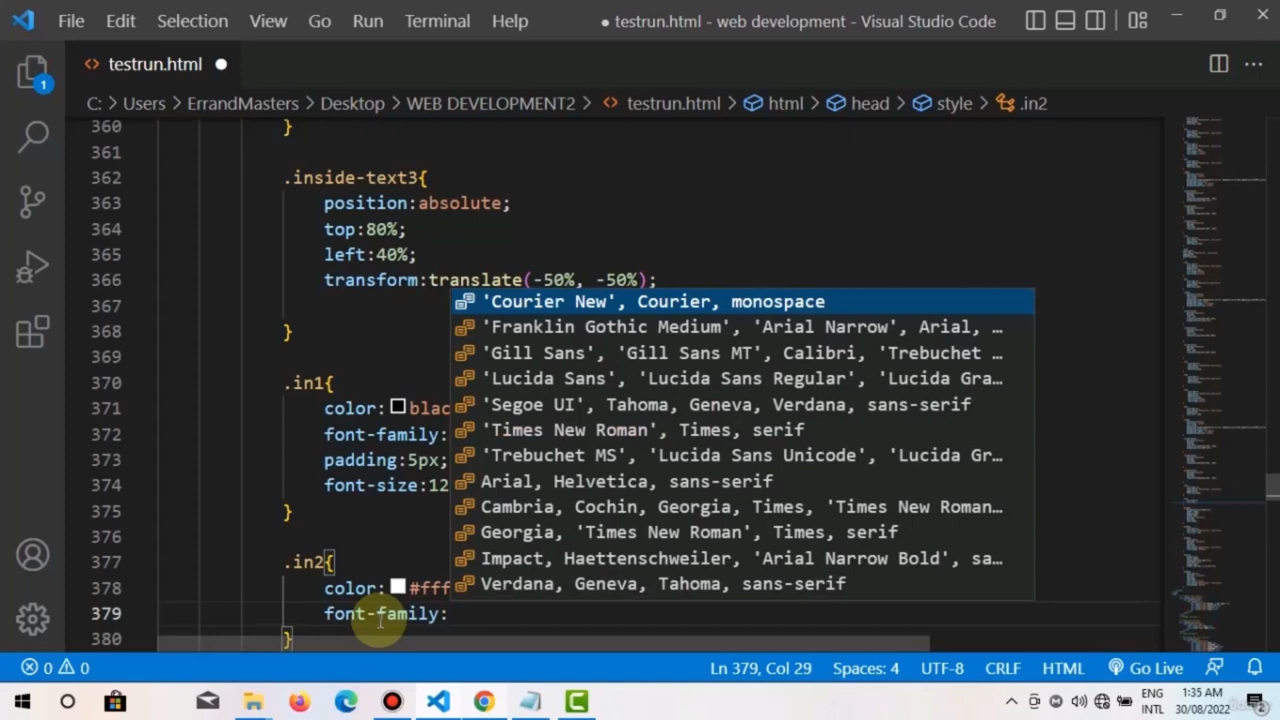 File Edit Selection View Go Run Terminal Help ● testrun.html - web development - Visual Studio Code
testrun.html ●
C: > Users > ErrandMasters > Desktop > WEB DEVELOPMENT2 > testrun.html > html > head > style > .in2
1
360 }
361
362 .inside-text3{
363 position:absolute;
364 top:80%;
365 left:40%;
366 transform:translate(-50%, -50%);
367
368 }
369
370 .in1{
371 color: blac
372 font-family:
373 padding:5px;
374 font-size:12
375 }
376
377 .in2{
378 color: #fff
379 font-family:
380 }
'Courier New', Courier, monospace
'Franklin Gothic Medium', 'Arial Narrow', Arial, …
'Gill Sans', 'Gill Sans MT', Calibri, 'Trebuchet …
'Lucida Sans', 'Lucida Sans Regular', 'Lucida Gra…
'Segoe UI', Tahoma, Geneva, Verdana, sans-serif
'Times New Roman', Times, serif
'Trebuchet MS', 'Lucida Sans Unicode', 'Lucida Gr…
Arial, Helvetica, sans-serif
Cambria, Cochin, Georgia, Times, 'Times New Roman…
Georgia, 'Times New Roman', Times, serif
Impact, Haettenschweiler, 'Arial Narrow Bold', sa…
Verdana, Geneva, Tahoma, sans-serif
0 0 Ln 379, Col 29 Spaces: 4 UTF-8 CRLF HTML Go Live
ENG 1:35 AM
INTL 30/08/2022